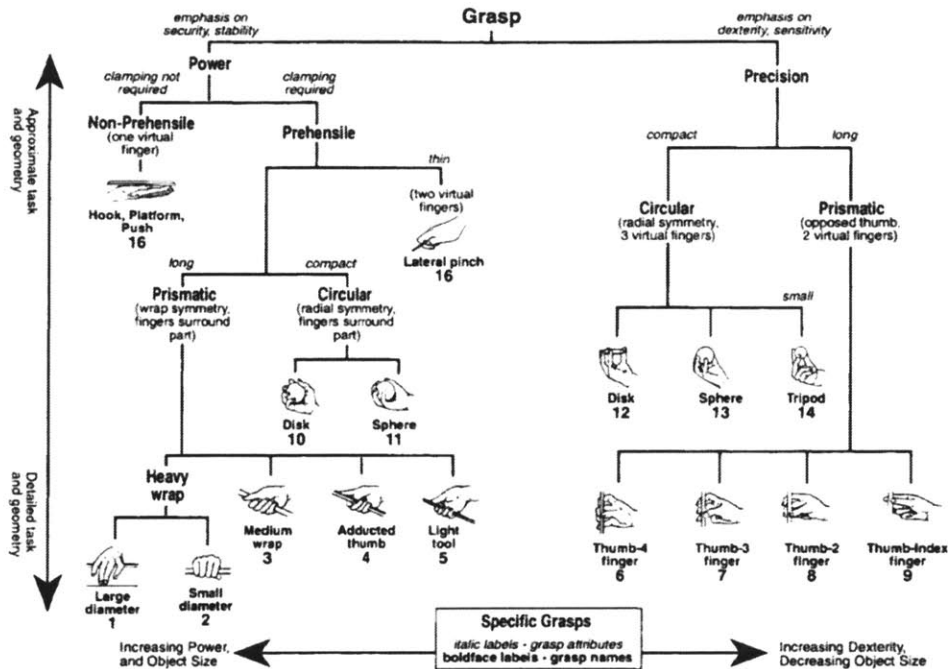 Grasp
emphasis on
security, stability
emphasis on
dexterity, sensitivity
Power
Precision
clamping not
required
clamping
required
Non-Prehensile
(one virtual
finger)
Prehensile
Hook, Platform,
Push
16
thin
(two virtual
fingers)
Lateral pinch
16
long
compact
Prismatic
(wrap symmetry,
fingers surround
part)
Circular
(radial symmetry,
fingers surround
part)
Disk
10
Sphere
11
Heavy
wrap
Large
diameter
1
Small
diameter
2
Medium
wrap
3
Adducted
thumb
4
Light
tool
5
compact
long
Circular
(radial symmetry,
3 virtual fingers)
Prismatic
(opposed thumb,
2 virtual fingers)
small
Disk
12
Sphere
13
Tripod
14
Thumb-4
finger
6
Thumb-3
finger
7
Thumb-2
finger
8
Thumb-Index
finger
9
Approximate task
and geometry
Detailed task
and geometry
Increasing Power,
and Object Size
Specific Grasps
italic labels - grasp attributes
boldface labels - grasp names
Increasing Dexterity,
Decreasing Object Size